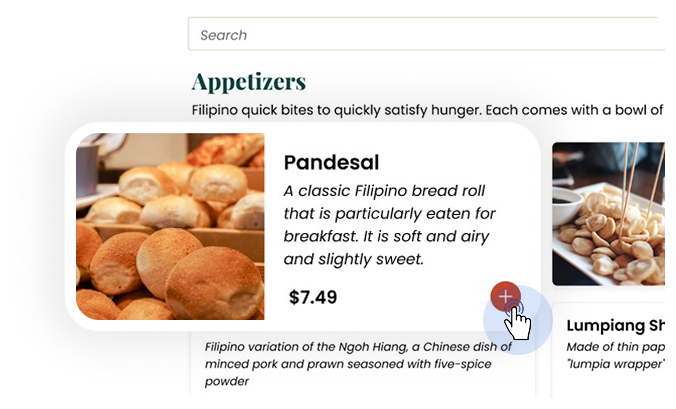 Search
Appetizers
Filipino quick bites to quickly satisfy hunger. Each comes with a bowl of
Pandesal
A classic Filipino bread roll
that is particularly eaten for
breakfast. It is soft and airy
and slightly sweet.
$7.49
Filipino variation of the Ngoh Hiang, a Chinese dish of
minced pork and prawn seasoned with five-spice
powder
Lumpiang Sh
Made of thin pap
"lumpia wrapper"